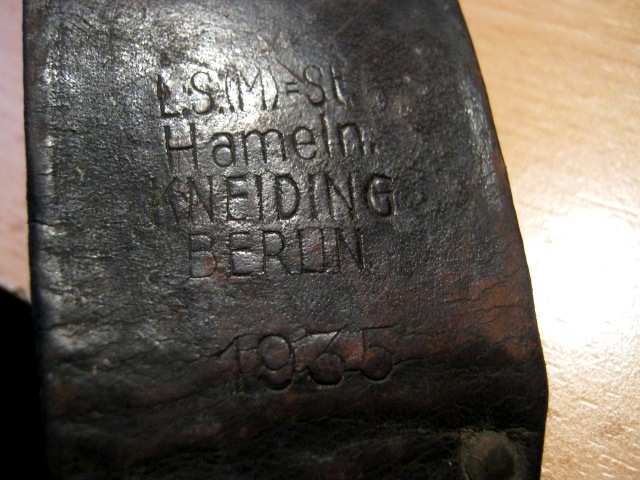 L.S.(M)=St.
Hameln.
KNEIDING
BERLIN
1935